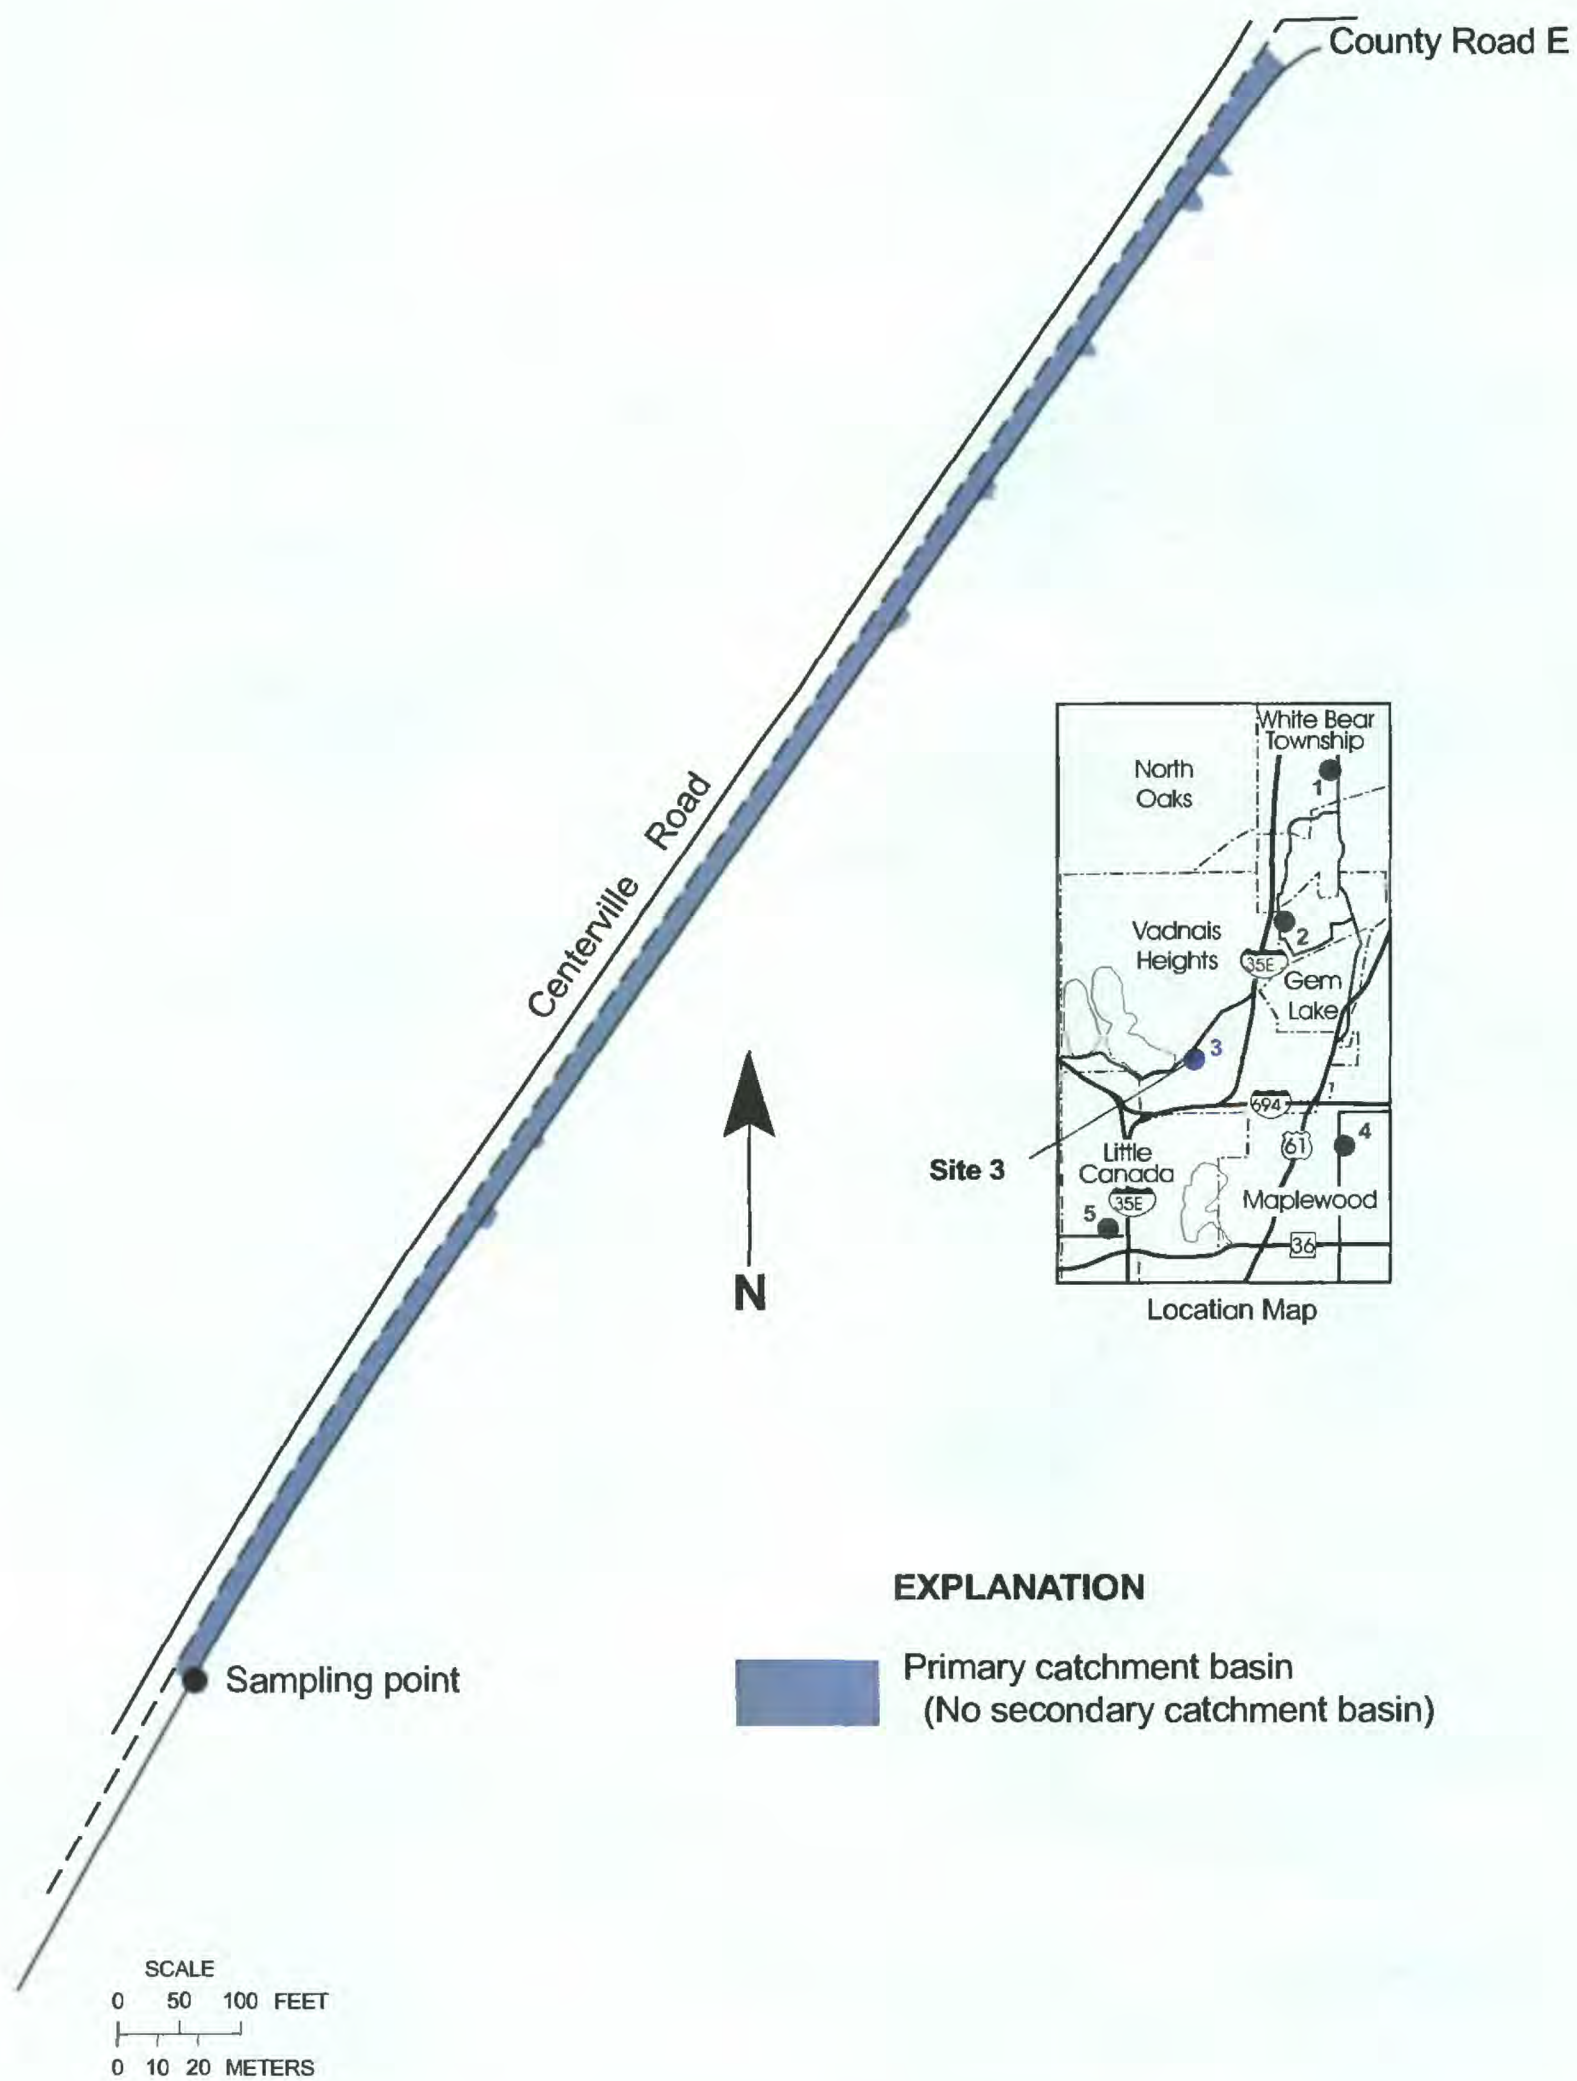 County Road E
Centerville Road
White Bear
Township
1
North
Oaks
Vadnais
Heights
2
35E
Gem
Lake
3
694
61
4
Site 3
Little
Canada
35E
5
Maplewood
36
N
Location Map
EXPLANATION
Primary catchment basin
(No secondary catchment basin)
Sampling point
SCALE
0 50 100 FEET
0 10 20 METERS